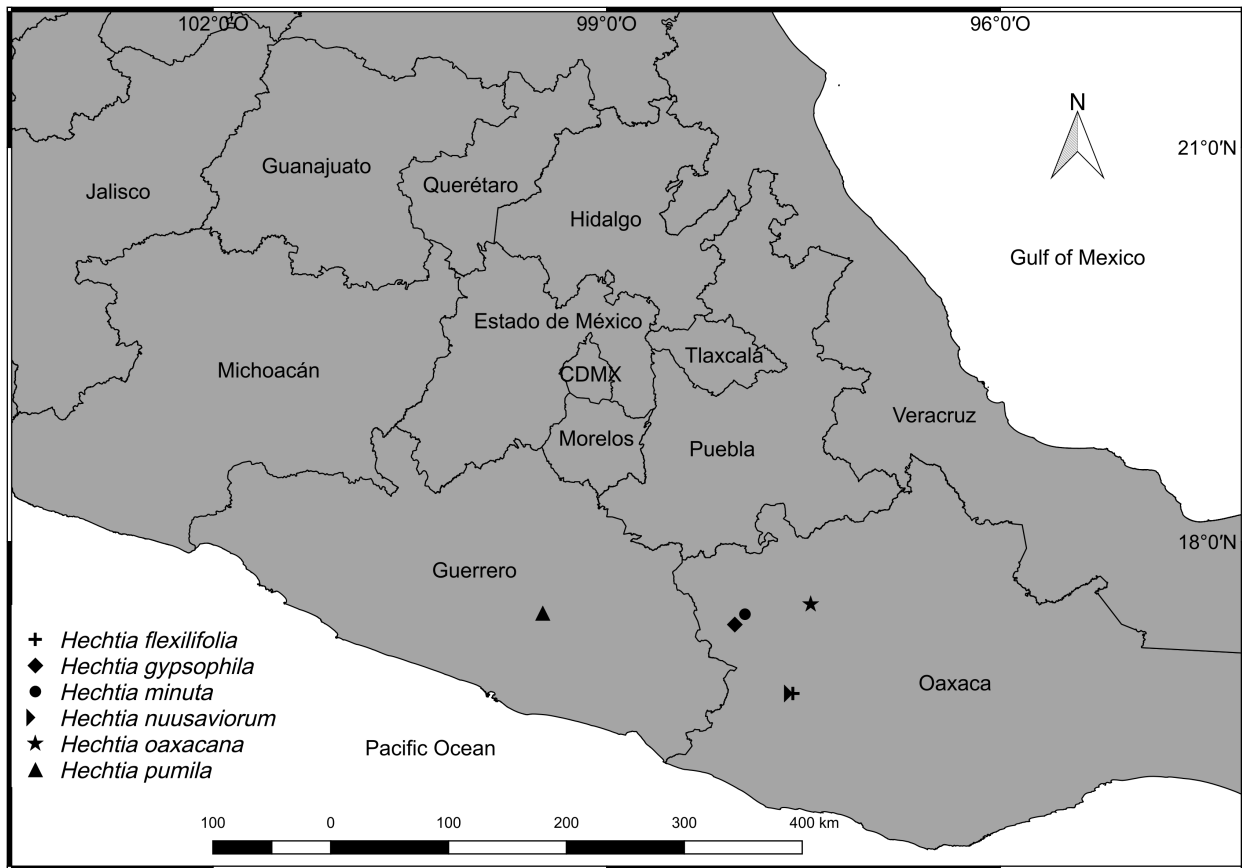 102°0′O
99°0′O
96°0′O
N
21°0′N
Guanajuato
Jalisco
Querétaro
Hidalgo
Gulf of Mexico
Estado de México
Tlaxcala
Michoacán
CDMX
Veracruz
Morelos
Puebla
18°0′N
Guerrero
Oaxaca
Hechtia flexilifolia
Hechtia gypsophila
Hechtia minuta
Hechtia nuusaviorum
Hechtia oaxacana
Hechtia pumila
Pacific Ocean
100 0 100 200 300 400 km